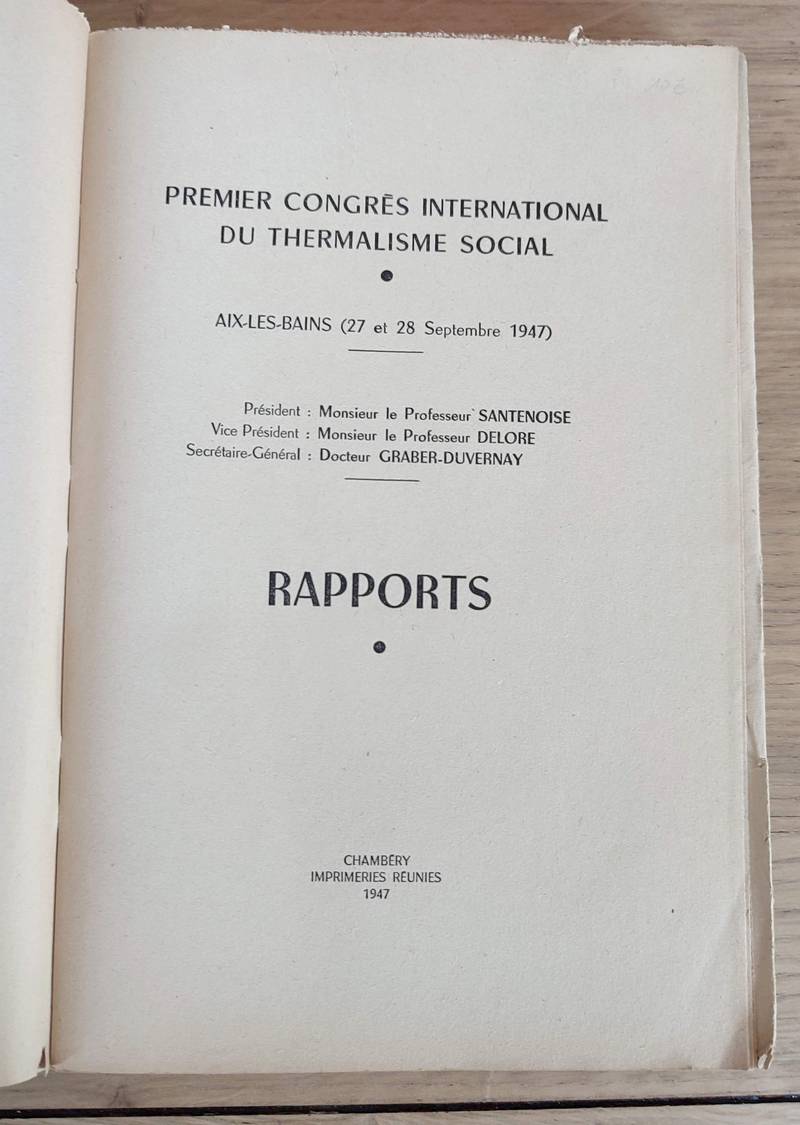 PREMIER CONGRÈS INTERNATIONAL
DU THERMALISME SOCIAL
AIX-LES-BAINS (27 et 28 Septembre 1947)
Président : Monsieur le Professeur SANTENOISE
Vice Président : Monsieur le Professeur DELORE
Secrétaire-Général : Docteur GRABER-DUVERNAY
RAPPORTS
CHAMBÉRY
IMPRIMERIES RÉUNIES
1947